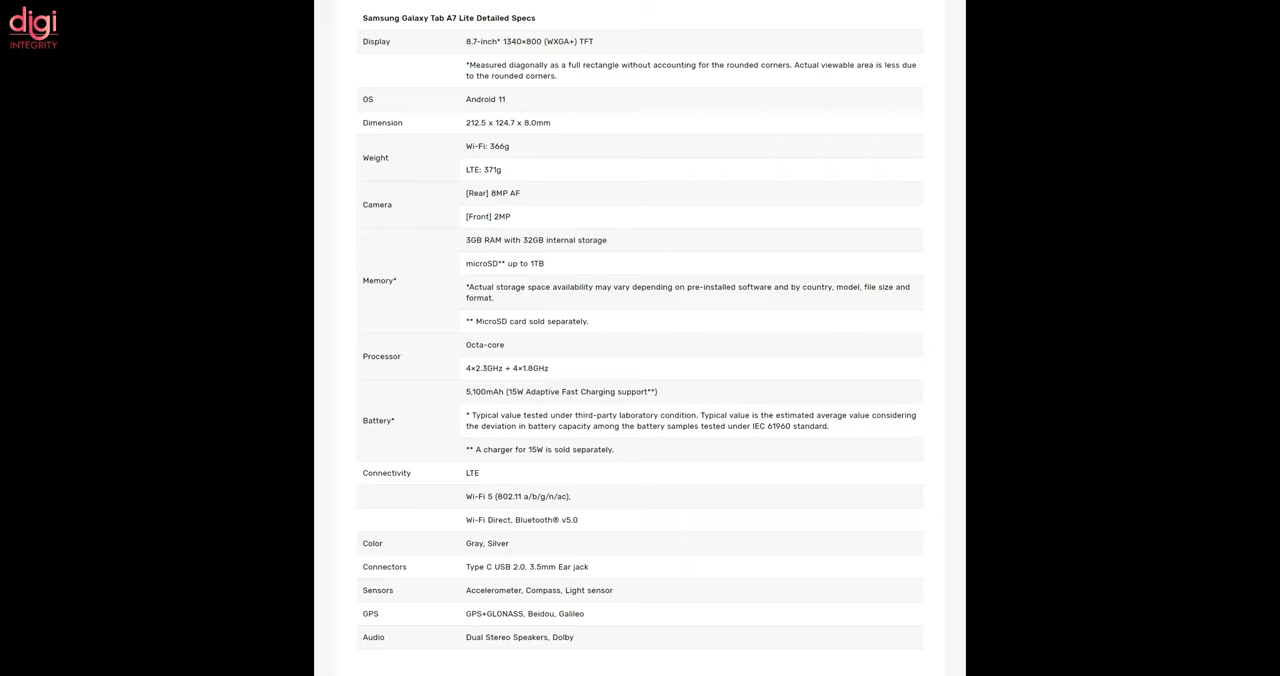 digi
INTEGRITY
Samsung Galaxy Tab A7 Lite Detailed Specs
Display 8.7-inch* 1340×800 (WXGA+) TFT
*Measured diagonally as a full rectangle without accounting for the rounded corners. Actual viewable area is less due
to the rounded corners.
OS Android 11
Dimension 212.5 x 124.7 x 8.0mm
Weight
Wi-Fi: 366g
LTE: 371g
Camera
[Rear] 8MP AF
[Front] 2MP
Memory*
3GB RAM with 32GB internal storage
microSD** up to 1TB
*Actual storage space availability may vary depending on pre-installed software and by country, model, file size and
format.
** MicroSD card sold separately.
Processor
Octa-core
4×2.3GHz + 4×1.8GHz
Battery*
5,100mAh (15W Adaptive Fast Charging support**)
* Typical value tested under third-party laboratory condition. Typical value is the estimated average value considering
the deviation in battery capacity among the battery samples tested under IEC 61960 standard.
** A charger for 15W is sold separately.
Connectivity LTE
Wi-Fi 5 (802.11 a/b/g/n/ac),
Wi-Fi Direct, Bluetooth® v5.0
Color Gray, Silver
Connectors Type C USB 2.0, 3.5mm Ear jack
Sensors Accelerometer, Compass, Light sensor
GPS GPS+GLONASS, Beidou, Galileo
Audio Dual Stereo Speakers, Dolby